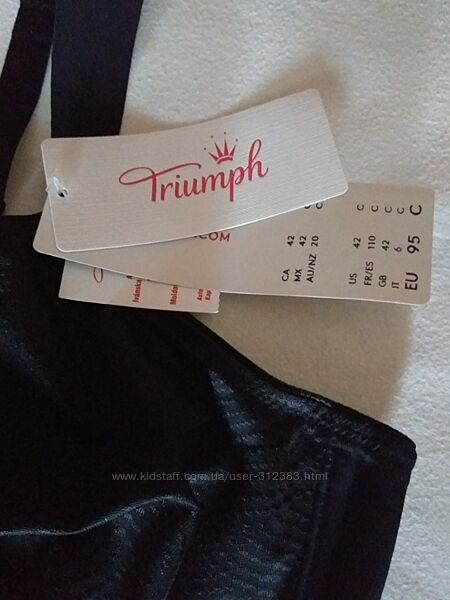 Triumph
.COM
CA 42
MX 42 C
AU/NZ 20 C
US 42 C
FR/ES 110 C
GB 42 C
IT 6 C
EU 95 C
Ivánska
www.kidstaff.com.ua/user-312383.html